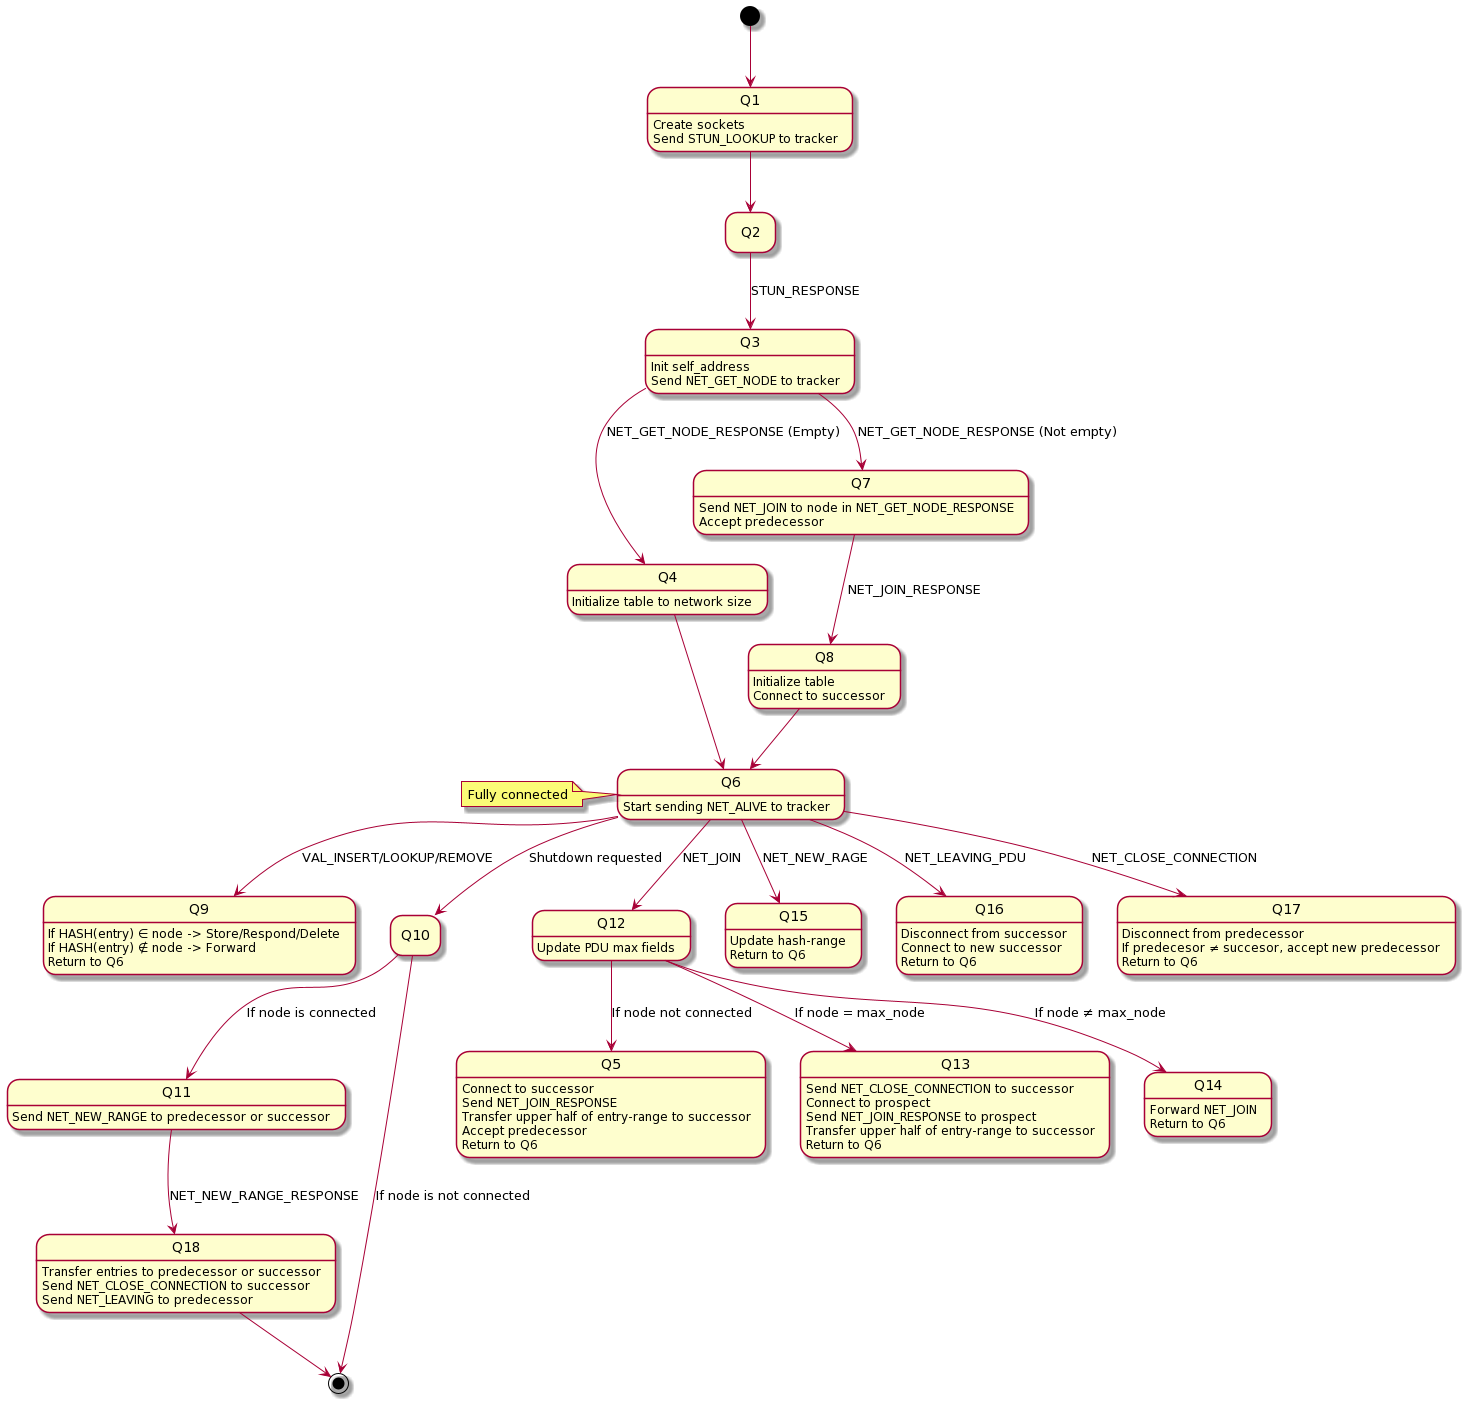 Q1
Create sockets
Send STUN_LOOKUP to tracker
Q2
STUN_RESPONSE
Q3
Init self_address
Send NET_GET_NODE to tracker
NET_GET_NODE_RESPONSE (Empty)
NET_GET_NODE_RESPONSE (Not empty)
Q7
Send NET_JOIN to node in NET_GET_NODE_RESPONSE
Accept predecessor
Q4
Initialize table to network size
NET_JOIN_RESPONSE
Q8
Initialize table
Connect to successor
Q6
Start sending NET_ALIVE to tracker
Fully connected
VAL_INSERT/LOOKUP/REMOVE
Shutdown requested
NET_JOIN
NET_NEW_RAGE
NET_LEAVING_PDU
NET_CLOSE_CONNECTION
Q9
If HASH(entry) ∈ node -> Store/Respond/Delete
If HASH(entry) ∉ node -> Forward
Return to Q6
Q10
Q12
Update PDU max fields
Q15
Update hash-range
Return to Q6
Q16
Disconnect from successor
Connect to new successor
Return to Q6
Q17
Disconnect from predecessor
If predecesor ≠ succesor, accept new predecessor
Return to Q6
If node is connected
If node not connected
If node = max_node
If node ≠ max_node
Q11
Send NET_NEW_RANGE to predecessor or successor
Q5
Connect to successor
Send NET_JOIN_RESPONSE
Transfer upper half of entry-range to successor
Accept predecessor
Return to Q6
Q13
Send NET_CLOSE_CONNECTION to successor
Connect to prospect
Send NET_JOIN_RESPONSE to prospect
Transfer upper half of entry-range to successor
Return to Q6
Q14
Forward NET_JOIN
Return to Q6
NET_NEW_RANGE_RESPONSE
If node is not connected
Q18
Transfer entries to predecessor or successor
Send NET_CLOSE_CONNECTION to successor
Send NET_LEAVING to predecessor